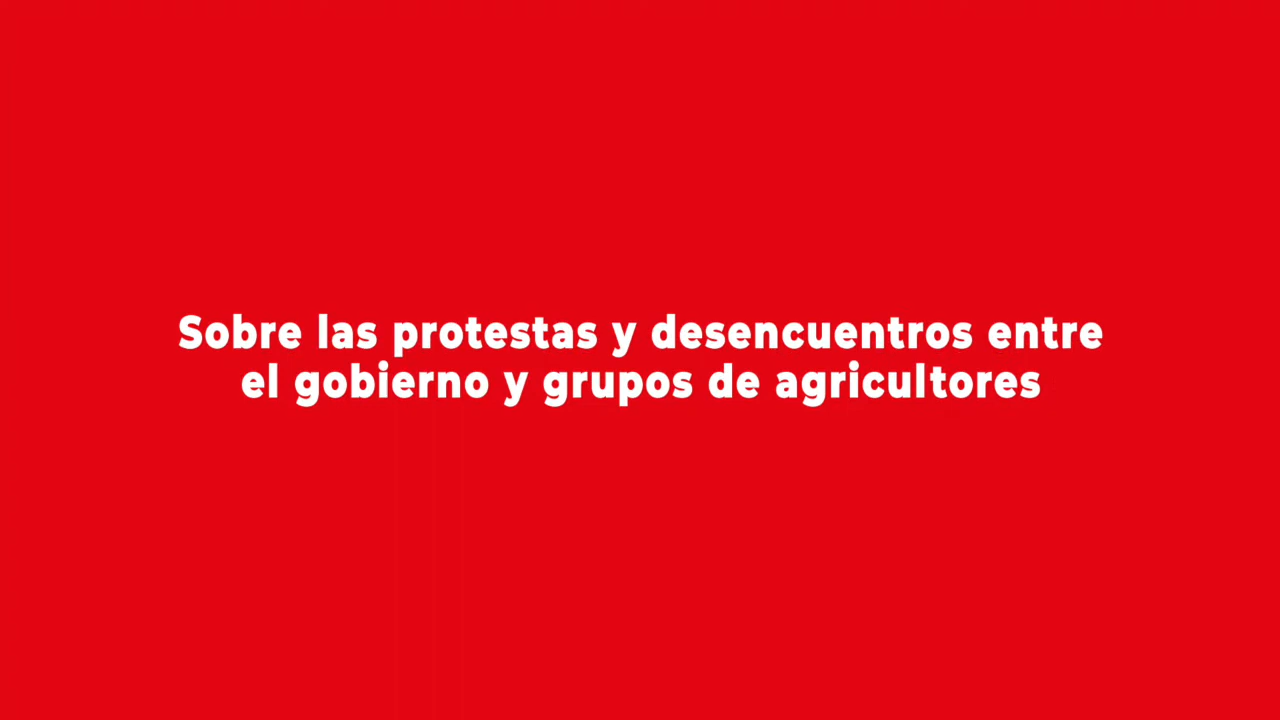 Sobre las protestas y desencuentros entre
el gobierno y grupos de agricultores